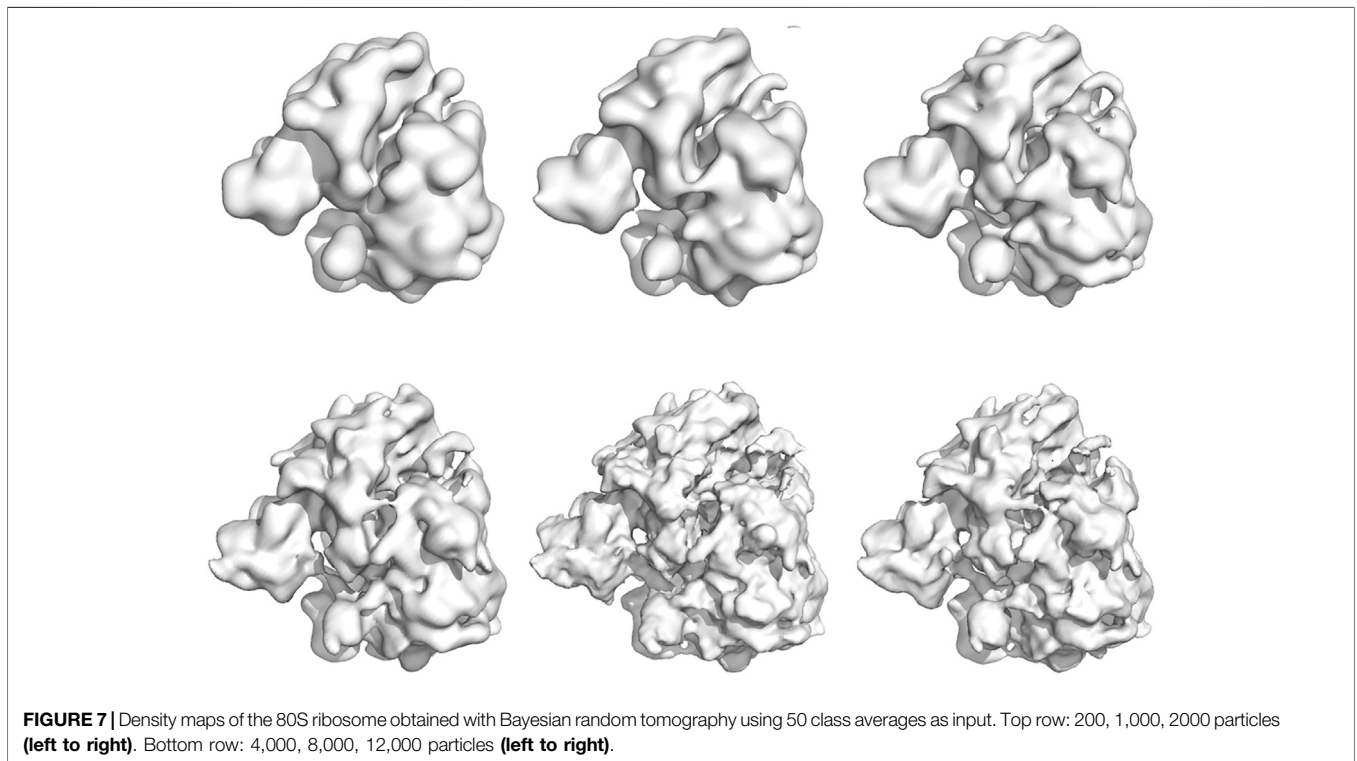 FIGURE 7 | Density maps of the 80S ribosome obtained with Bayesian random tomography using 50 class averages as input. Top row: 200, 1,000, 2000 particles
(left to right). Bottom row: 4,000, 8,000, 12,000 particles (left to right).